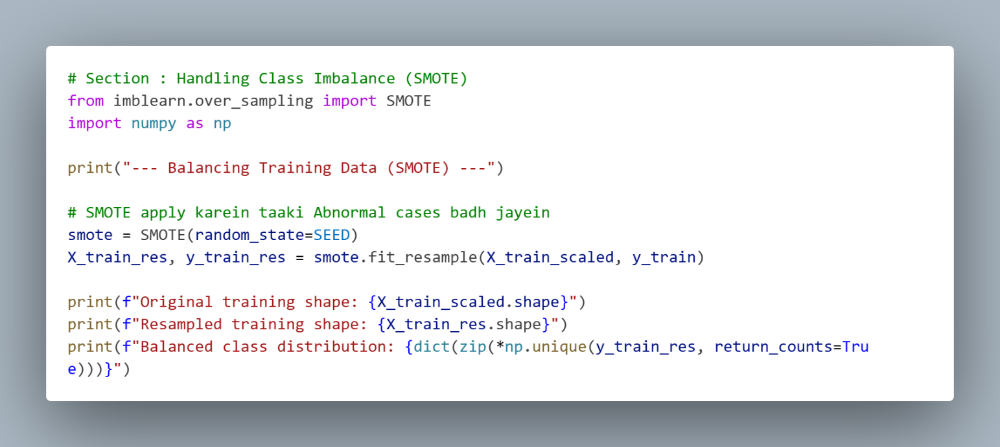 # Section : Handling Class Imbalance (SMOTE)
from imblearn.over_sampling import SMOTE
import numpy as np
print("--- Balancing Training Data (SMOTE) ---")
# SMOTE apply karein taaki Abnormal cases badh jayein
smote = SMOTE(random_state=SEED)
X_train_res, y_train_res = smote.fit_resample(X_train_scaled, y_train)
print(f"Original training shape: {X_train_scaled.shape}")
print(f"Resampled training shape: {X_train_res.shape}")
print(f"Balanced class distribution: {dict(zip(*np.unique(y_train_res, return_counts=Tru
e)))}")